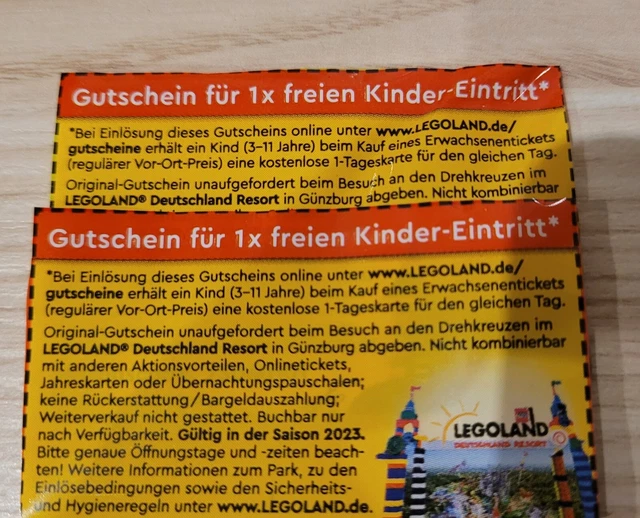 Gutschein für 1x freien Kinder-Eintritt*
*Bei Einlösung dieses Gutscheins online unter www.LEGOLAND.de/
gutscheine erhält ein Kind (3–11 Jahre) beim Kauf eines Erwachsenentickets
(regulärer Vor-Ort-Preis) eine kostenlose 1-Tageskarte für den gleichen Tag.
Original-Gutschein unaufgefordert beim Besuch an den Drehkreuzen im
LEGOLAND® Deutschland Resort in Günzburg abgeben. Nicht kombinierbar
Gutschein für 1x freien Kinder-Eintritt*
*Bei Einlösung dieses Gutscheins online unter www.LEGOLAND.de/
gutscheine erhält ein Kind (3–11 Jahre) beim Kauf eines Erwachsenentickets
(regulärer Vor-Ort-Preis) eine kostenlose 1-Tageskarte für den gleichen Tag.
Original-Gutschein unaufgefordert beim Besuch an den Drehkreuzen im
LEGOLAND® Deutschland Resort in Günzburg abgeben. Nicht kombinierbar
mit anderen Aktionsvorteilen, Onlinetickets,
Jahreskarten oder Übernachtungspauschalen;
keine Rückerstattung/Bargeldauszahlung;
Weiterverkauf nicht gestattet. Buchbar nur
nach Verfügbarkeit. Gültig in der Saison 2023.
Bitte genaue Öffnungstage und -zeiten beach-
ten! Weitere Informationen zum Park, zu den
Einlösebedingungen sowie den Sicherheits-
und Hygieneregeln unter www.LEGOLAND.de.
LEGOLAND
DEUTSCHLAND RESORT